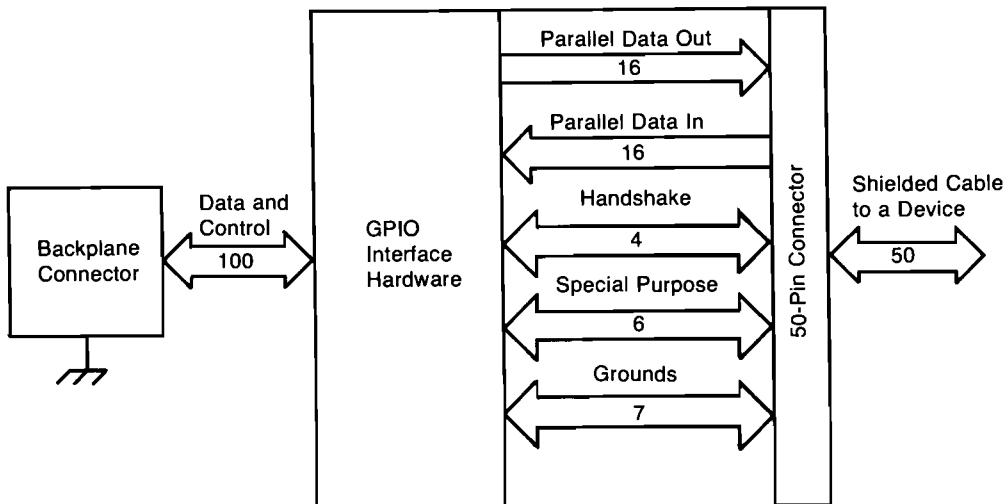 Backplane
Connector
Data and
Control
100
GPIO
Interface
Hardware
Parallel Data Out
16
Parallel Data In
16
Handshake
4
Special Purpose
6
Grounds
7
50-Pin Connector
Shielded Cable
to a Device
50